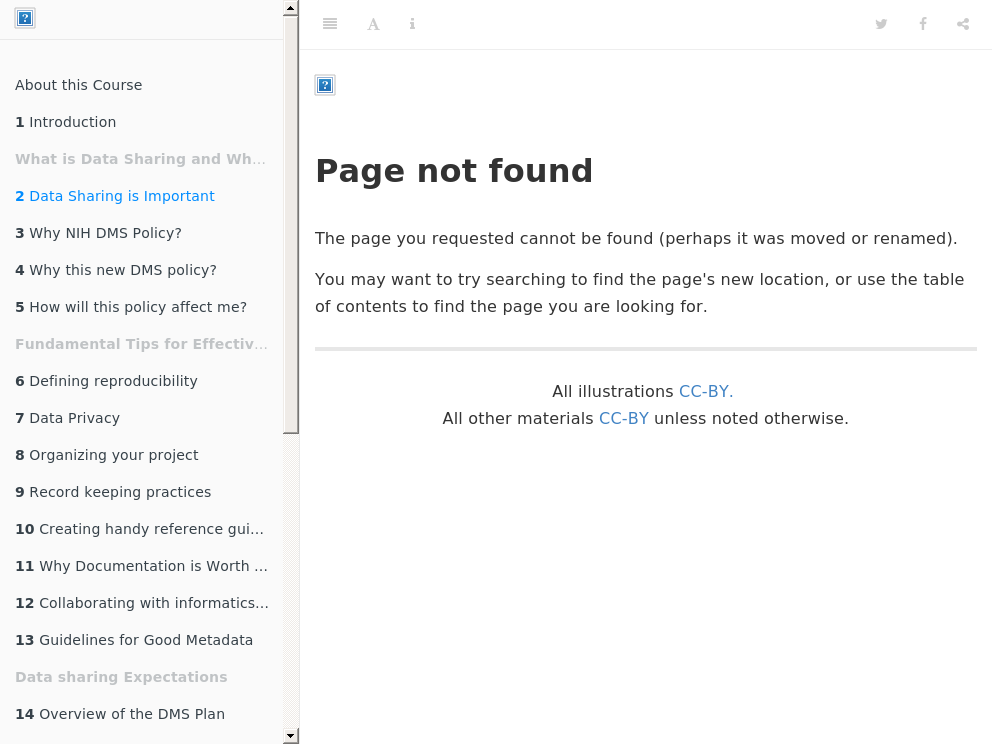 About this Course
1 Introduction
What is Data Sharing and Wh...
2 Data Sharing is Important
3 Why NIH DMS Policy?
4 Why this new DMS policy?
5 How will this policy affect me?
Fundamental Tips for Effectiv...
6 Defining reproducibility
7 Data Privacy
8 Organizing your project
9 Record keeping practices
10 Creating handy reference gui...
11 Why Documentation is Worth ...
12 Collaborating with informatics...
13 Guidelines for Good Metadata
Data sharing Expectations
14 Overview of the DMS Plan
Page not found
The page you requested cannot be found (perhaps it was moved or renamed).
You may want to try searching to find the page's new location, or use the table
of contents to find the page you are looking for.
All illustrations CC-BY.
All other materials CC-BY unless noted otherwise.